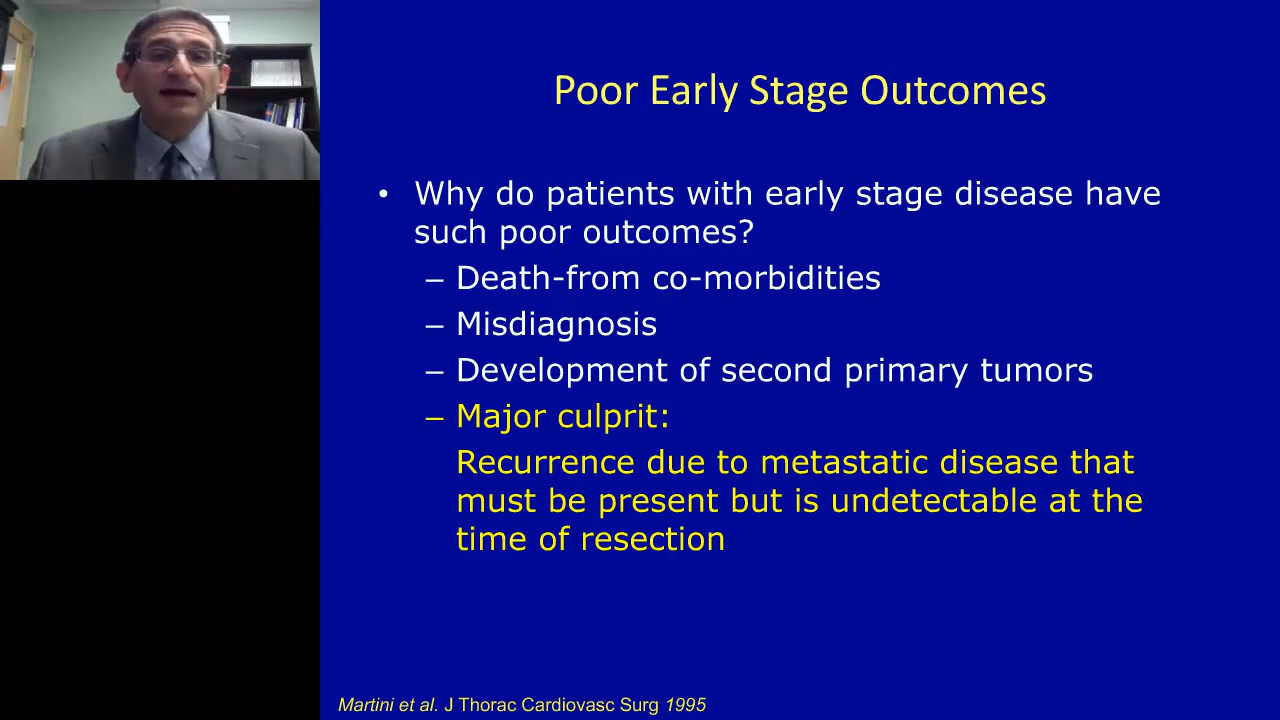 Poor Early Stage Outcomes
• Why do patients with early stage disease have
such poor outcomes?
– Death-from co-morbidities
– Misdiagnosis
– Development of second primary tumors
– Major culprit:
Recurrence due to metastatic disease that
must be present but is undetectable at the
time of resection
Martini et al. J Thorac Cardiovasc Surg 1995